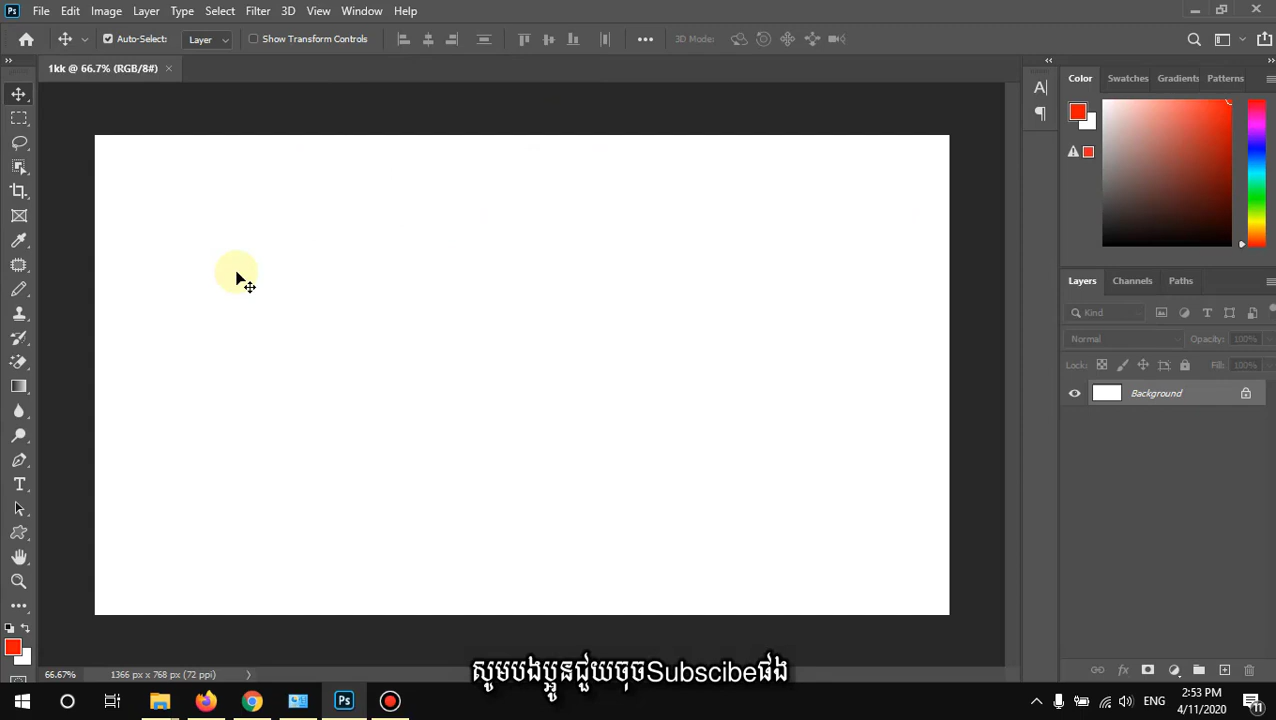 Ps File Edit Image Layer Type Select Filter 3D View Window Help
Auto-Select: Layer Show Transform Controls 3D Mode:
1kk @ 66.7% (RGB/8#)
Color Swatches Gradients Patterns
Layers Channels Paths
Kind
Normal Opacity: 100%
Lock: Fill: 100%
Background
66.67% 1366 px x 768 px (72 ppi)
សូមបងប្អូនជួយចុចSubscibeផង
Ps ENG 2:53 PM
4/11/2020 11